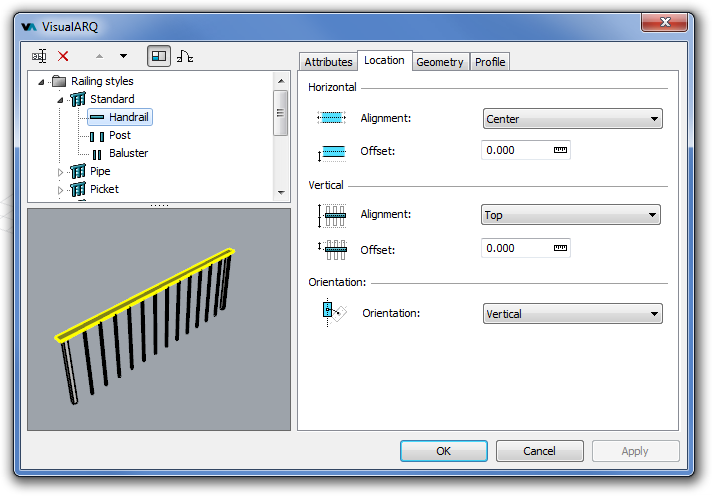 VisualARQ
Railing styles
Standard
Handrail
Post
Baluster
Pipe
Picket
Attributes Location Geometry Profile
Horizontal
Alignment: Center
Offset: 0.000
Vertical
Alignment: Top
Offset: 0.000
Orientation:
Orientation: Vertical
OK Cancel Apply